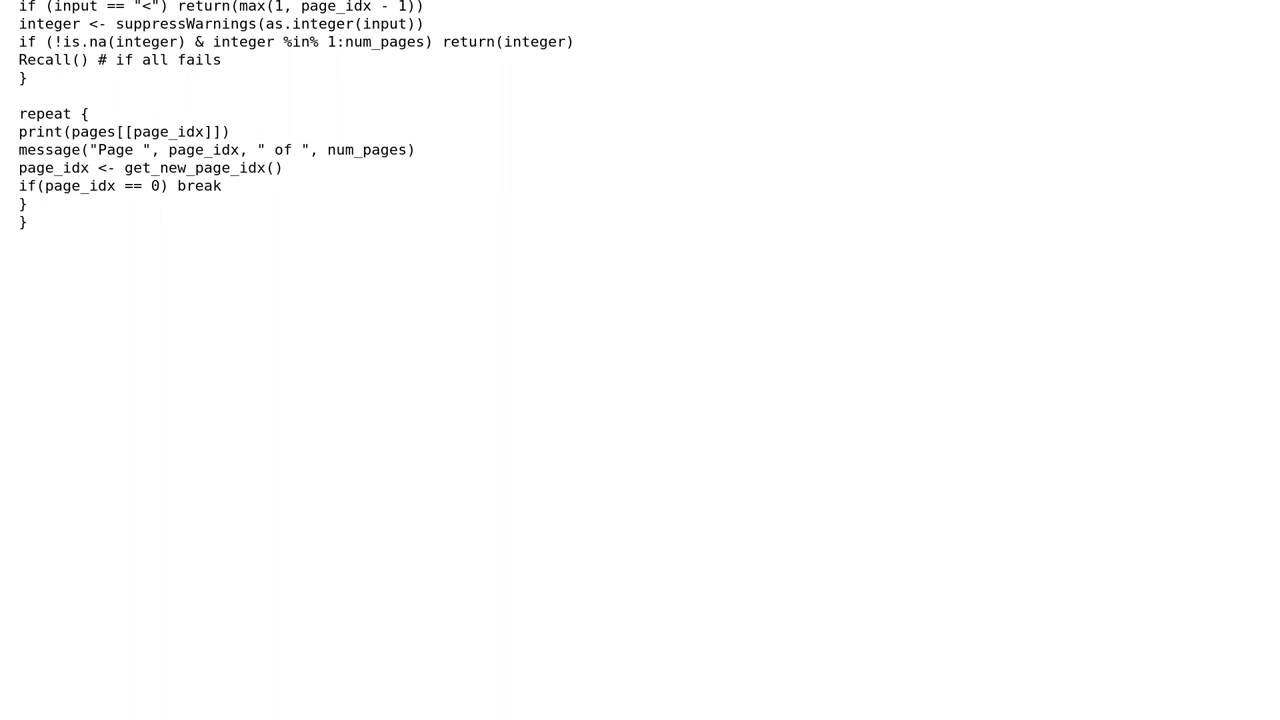 if (input == "<") return(max(1, page_idx - 1))
integer <- suppressWarnings(as.integer(input))
if (!is.na(integer) & integer %in% 1:num_pages) return(integer)
Recall() # if all fails
}

repeat {
print(pages[[page_idx]])
message("Page ", page_idx, " of ", num_pages)
page_idx <- get_new_page_idx()
if(page_idx == 0) break
}
}